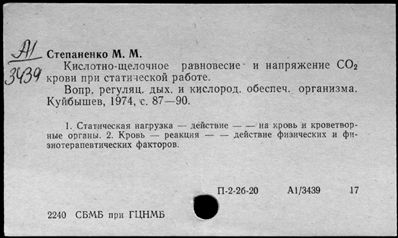 А1
3439
Степаненко М. М.
Кислотно-щелочное равновесие и напряжение CO₂
крови при статической работе.
Вопр. регуляц. дых. и кислород. обеспеч. организма.
Куйбышев, 1974, с. 87—90.
1. Статическая нагрузка — действие — — на кровь и кроветвор-
ные органы. 2. Кровь — реакция — — действие физических и фи-
зиотерапевтических факторов.
П-2-26-20 А1/3439 17
2240 СБМБ при ГЦНМБ